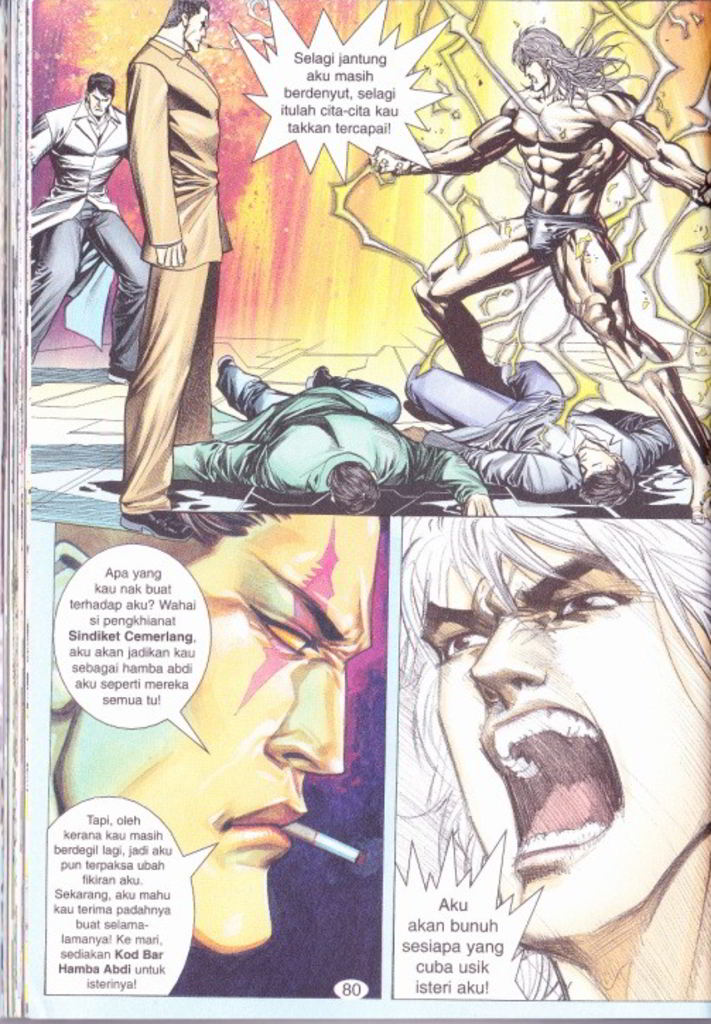 Selagi jantung
aku masih
berdenyut, selagi
itulah cita-cita kau
takkan tercapai!
Apa yang
kau nak buat
terhadap aku? Wahai
si pengkhianat
Sindiket Cemerlang,
aku akan jadikan kau
sebagai hamba abdi
aku seperti mereka
semua tu!
Tapi, oleh
kerana kau masih
berdegil lagi, jadi aku
pun terpaksa ubah
fikiran aku.
Sekarang, aku mahu
kau terima padahnya
buat selama-
lamanya! Ke mari,
sediakan Kod Bar
Hamba Abdi untuk
isterinya!
Aku
akan bunuh
sesiapa yang
cuba usik
isteri aku!
80